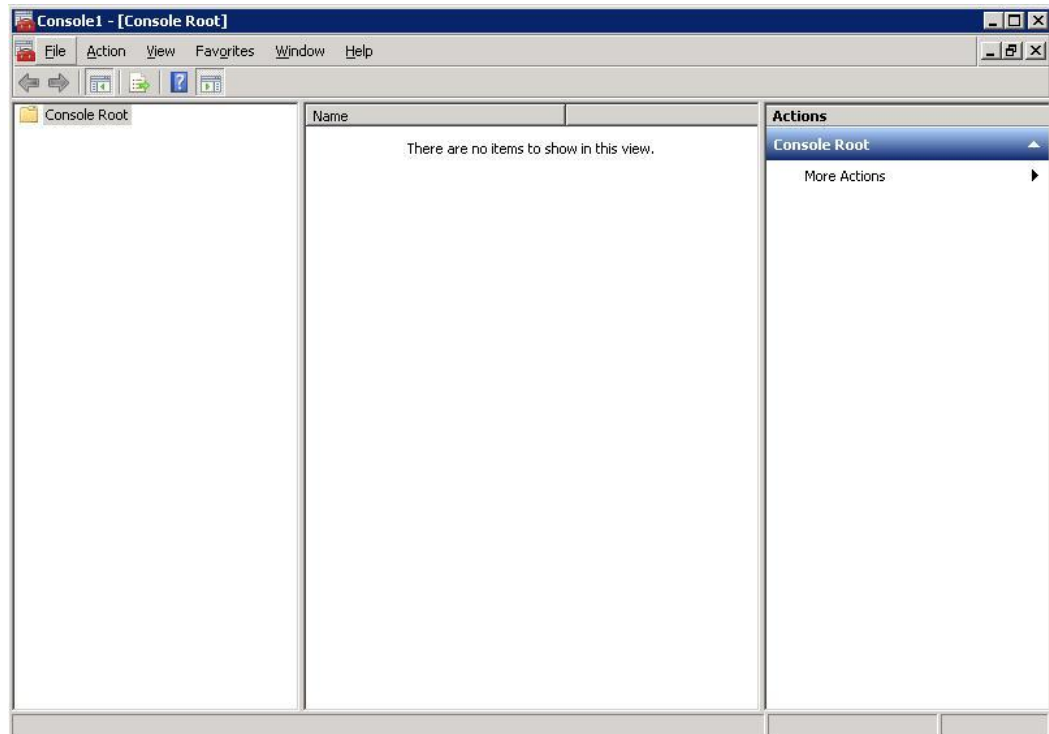 Console1 - [Console Root]
File Action View Favorites Window Help
Console Root
Name
There are no items to show in this view.
Actions
Console Root
More Actions